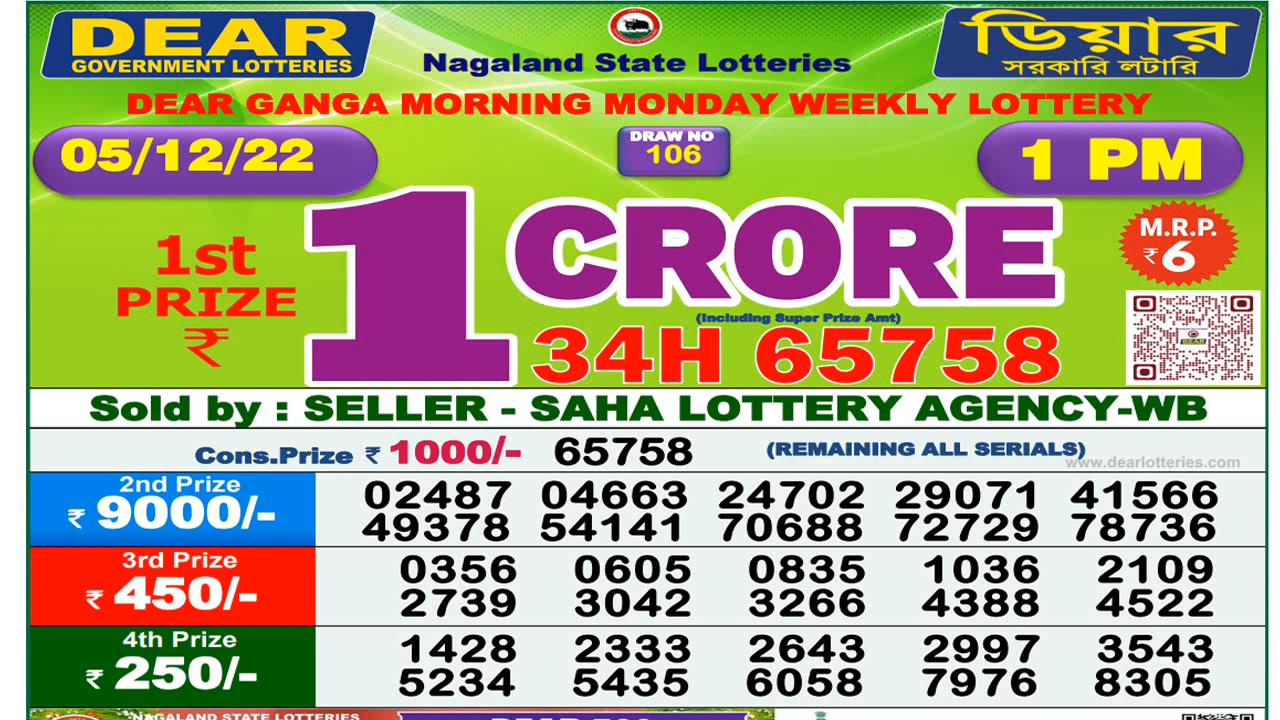 DEAR
GOVERNMENT LOTTERIES
Nagaland State Lotteries
ডিয়ার
সরকারি লটারি
DEAR GANGA MORNING MONDAY WEEKLY LOTTERY
05/12/22
DRAW NO
106
1 PM
1st
PRIZE
₹
1 CRORE
(Including Super Prize Amt)
34H 65758
M.R.P.
₹ 6
DEAR
Sold by : SELLER - SAHA LOTTERY AGENCY-WB
Cons.Prize ₹ 1000/- 65758 (REMAINING ALL SERIALS)
www.dearlotteries.com
2nd Prize
₹ 9000/-
02487 04663 24702 29071 41566
49378 54141 70688 72729 78736
3rd Prize
₹ 450/-
0356 0605 0835 1036 2109
2739 3042 3266 4388 4522
4th Prize
₹ 250/-
1428 2333 2643 2997 3543
5234 5435 6058 7976 8305
NAGALAND STATE LOTTERIES